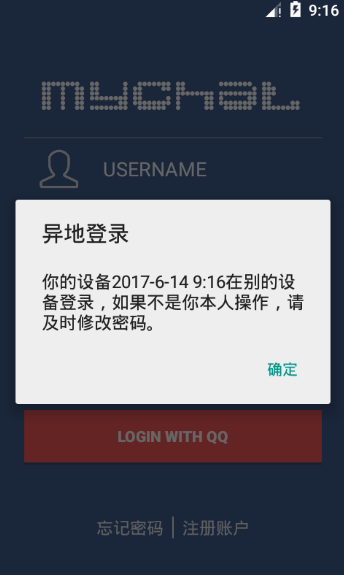 9:16
mychat
USERNAME
异地登录
你的设备2017-6-14 9:16在别的设
备登录，如果不是你本人操作，请
及时修改密码。
确定
LOGIN WITH QQ
忘记密码 | 注册账户